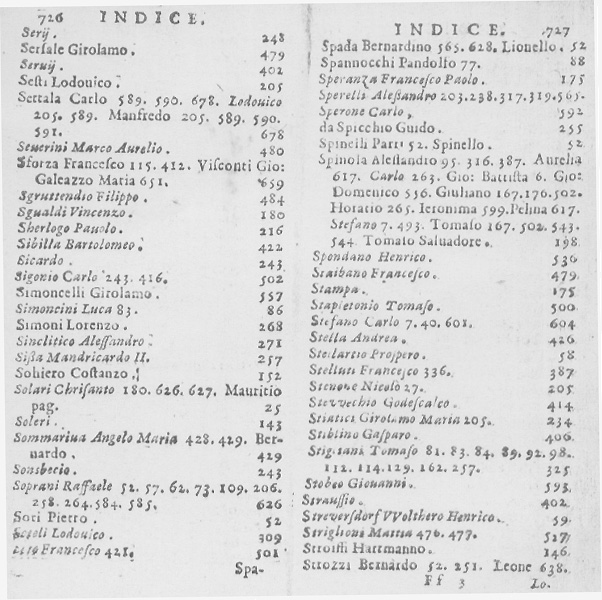 726 INDICE.
Serij. 248
Sersale Girolamo. 479
Seruij. 402
Sesti Lodouico. 205
Settala Carlo 589. 590. 678. Lodouico
205. 589. Manfredo 205. 589. 590.
591. 678
Seuerini Marco Aurelio. 480
Sforza Francesco 115. 412. Visconti Gio:
Galeazzo Maria 651. 659
Sgruttendio Filippo. 484
Sgualdi Vincenzo. 180
Sherlogo Pauolo. 216
Sibilla Bartolomeo. 422
Sicardo. 243
Sigonio Carlo 243. 416. 502
Simoncelli Girolamo. 557
Simoncini Luca 83. 86
Simoni Lorenzo. 268
Sinclitico Alessandro. 271
Sista Mandricardo II. 257
Sohiero Costanzo. 152
Solari Chrisanto 180. 626. 627. Mauritio
pag. 25
Soleri. 143
Sommariua Angelo Maria 428. 429. Ber-
nardo. 429
Sonsbecio. 243
Soprani Raffaele 52. 57. 62. 73. 109. 206.
258. 264. 584. 585. 626
Sori Pietro. 52
Lodouico. 309
Francesco 421. 501
Spa-
INDICE. 727
Spada Bernardino 565. 628. Lionello. 52
Spannocchi Pandolfo 77. 88
Speranza Francesco Paolo. 175
Sperelli Alessandro 203. 238. 317. 319. 565.
Sperone Carlo, 592
da Spicchio Guido. 255
Spinelli Parri 52. Spinello. 52
Spinola Alessandro 95. 316. 387. Aurelia
617. Carlo 263. Gio: Battista 6. Gio:
Domenico 556. Giuliano 167. 176. 502.
Horatio 265. Ieronima 599. Pelina 617.
Stefano 7. 493. Tomaso 167. 502. 543.
544. Tomaso Saluadore. 198
Spondano Henrico. 536
Staibano Francesco. 479
Stampa. 175
Stapletonio Tomaso. 500
Stefano Carlo 7. 40. 601. 604
Stella Andrea. 426
Stellartio Prospero. 58
Stelluti Francesco 336. 387
Stenone Nicolò 27. 205
Stevvechio Godescalco. 414
Stiatici Girolamo Maria 205. 234
Stiblino Gasparo. 406
Stigliani Tomaso 81. 83. 84. 89. 92. 98.
112. 114. 129. 162. 257. 325
Stobeo Giouanni. 593
Straussio. 402
Streversdorf VVolthero Henrico. 59
Striglioni Mattia 476. 477. 527
Stroiffi Hartmanno. 146
Strozzi Bernardo 52. 251. Leone 638.
Ff 3 Lo.